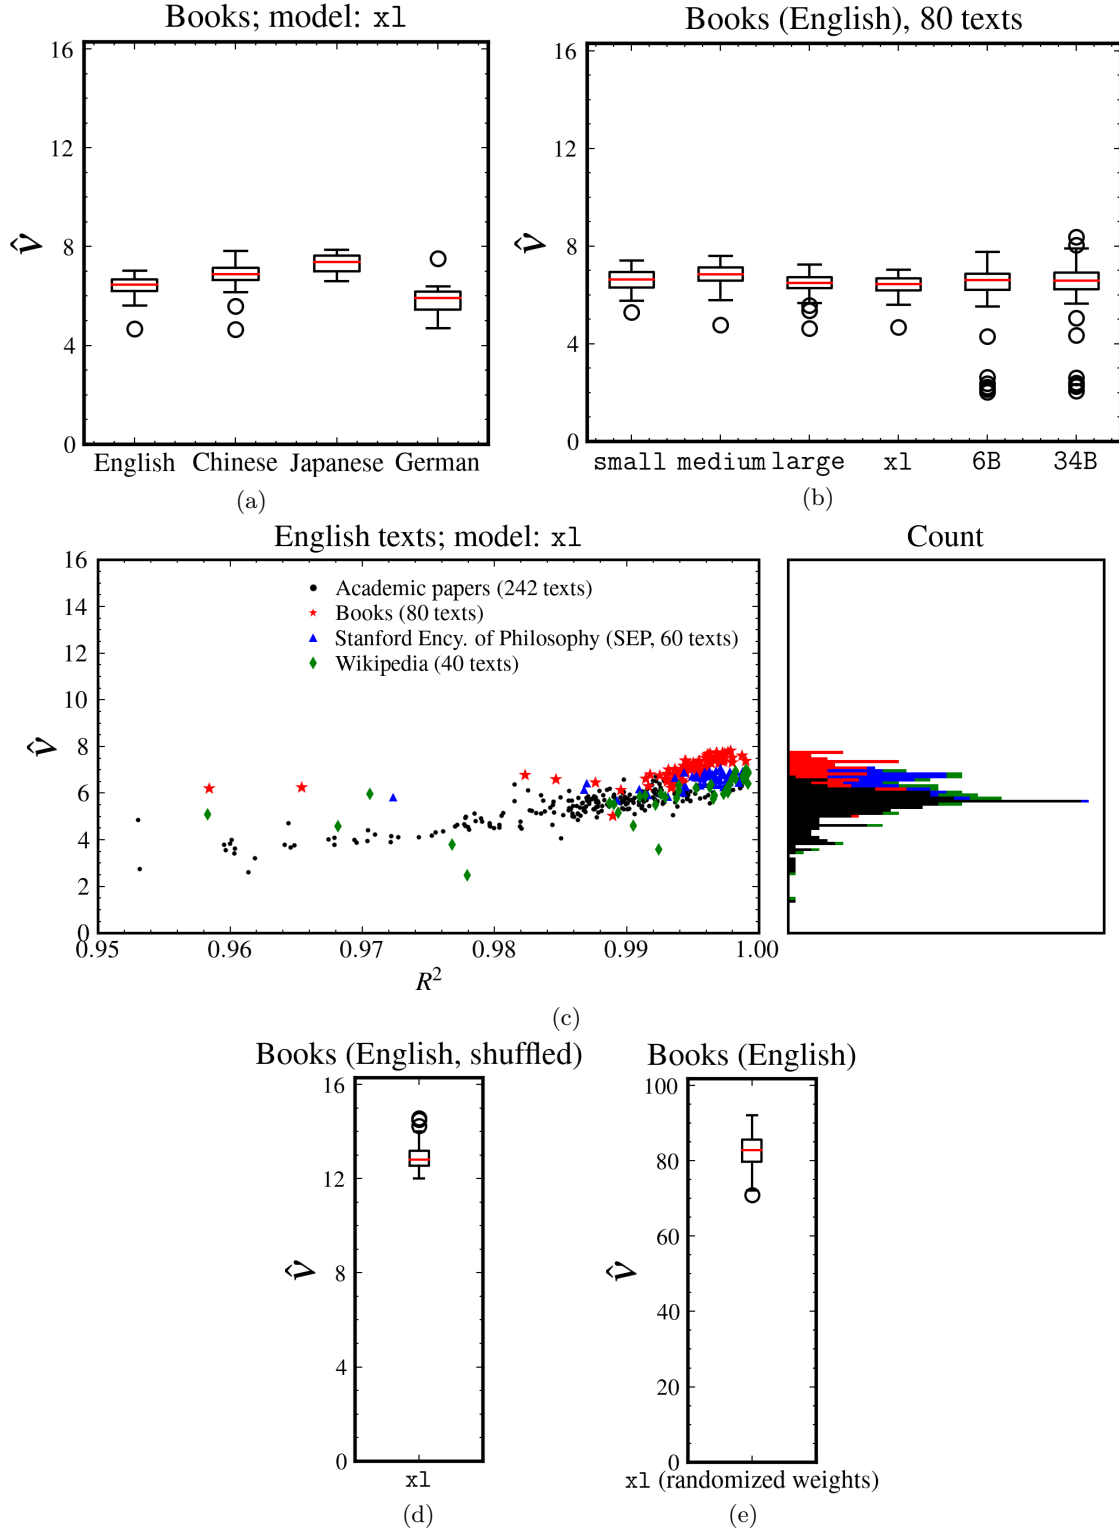 Books; model: xl
Books (English), 80 texts
16
12
8
4
0
ν̂
English Chinese Japanese German
(a)
16
12
8
4
0
ν̂
small medium large xl 6B 34B
(b)
English texts; model: xl
Count
16
14
12
10
8
6
4
2
0
ν̂
Academic papers (242 texts)
Books (80 texts)
Stanford Ency. of Philosophy (SEP, 60 texts)
Wikipedia (40 texts)
0.95 0.96 0.97 0.98 0.99 1.00
R²
(c)
Books (English, shuffled)
Books (English)
16
12
8
4
0
ν̂
xl
(d)
100
80
60
40
20
0
ν̂
xl (randomized weights)
(e)